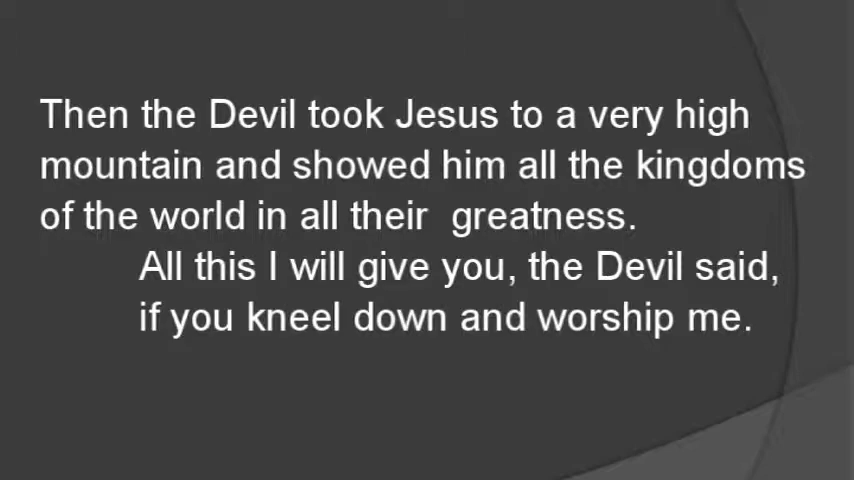 Then the Devil took Jesus to a very high
mountain and showed him all the kingdoms
of the world in all their  greatness.
All this I will give you, the Devil said,
if you kneel down and worship me.